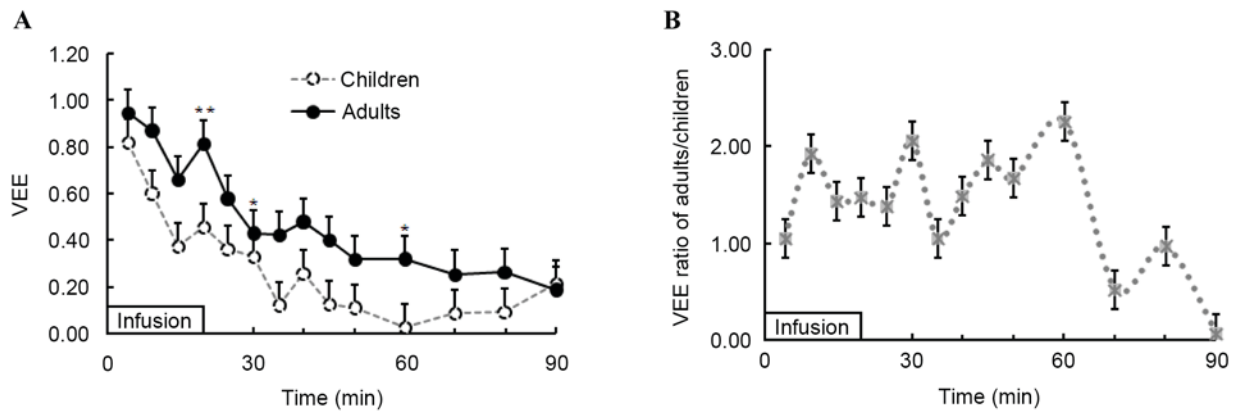 A
VEE
1.20
1.00
0.80
0.60
0.40
0.20
0.00
Children
Adults
**
*
*
Infusion
0
30
60
90
Time (min)
B
VEE ratio of adults/children
3.00
2.00
1.00
0.00
Infusion
0
30
60
90
Time (min)